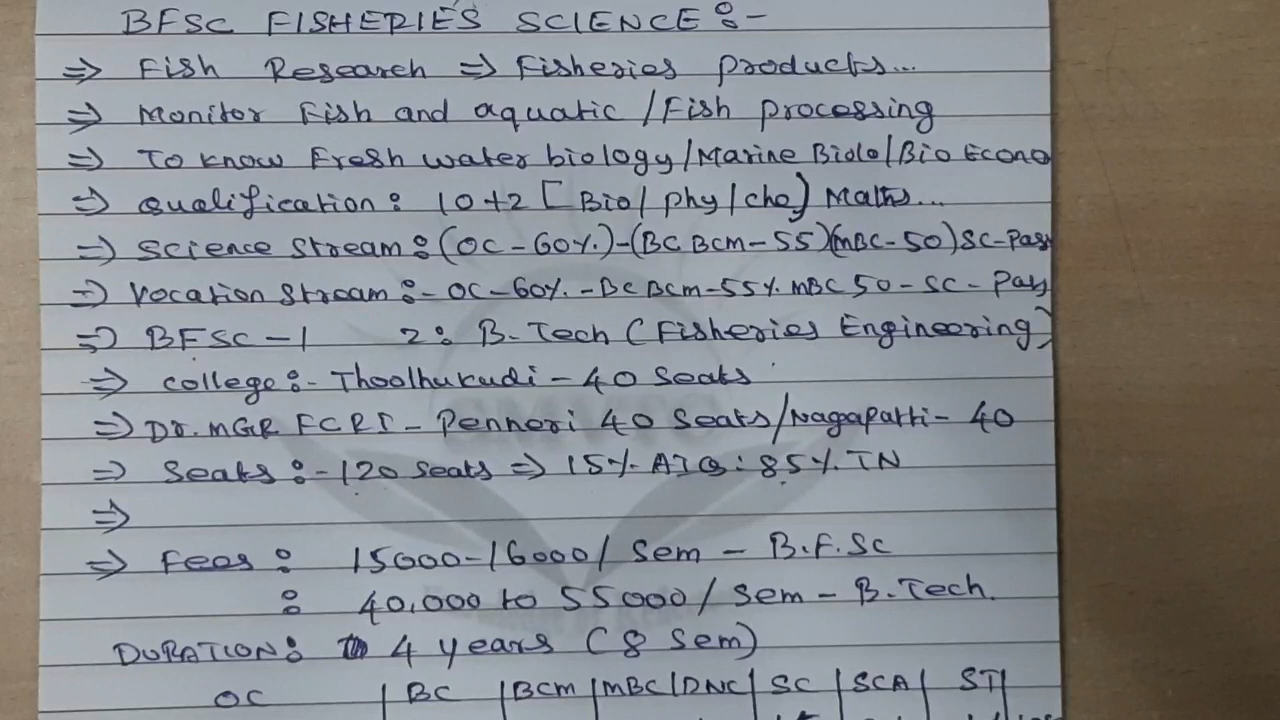 BFSC FISHERIES SCIENCE:-
⇒ Fish Research ⇒ Fisheries products...
⇒ Monitor Fish and aquatic / Fish processing
⇒ To know Fresh water biology/Marine Biolo/Bio Econo
⇒ Qualification: 10+2 [Bio/ phy/che] Maths...
⇒ Science Stream: (OC-60%)-(BC BCM-55)(MBC-50) SC-Pass
⇒ Vocation Stream:- OC-60%-BC BCM-55% MBC 50-SC-Pass
⇒ BFSC-1 2: B.Tech (Fisheries Engineering)
⇒ College:- Thoolhukudi - 40 Seats
⇒ Dr. MGR FCRI - Ponneri 40 Seats/Nagapatti- 40
⇒ Seats:- 120 seats ⇒ 15% AIQ: 85% TN
⇒
⇒ Fees: 15000-16000/ Sem - B.F.Sc
: 40,000 to 55000/ Sem - B.Tech.
DURATION: 4 years (8 Sem)
OC | BC | BCM | MBC/DNC | SC | SCA | ST |